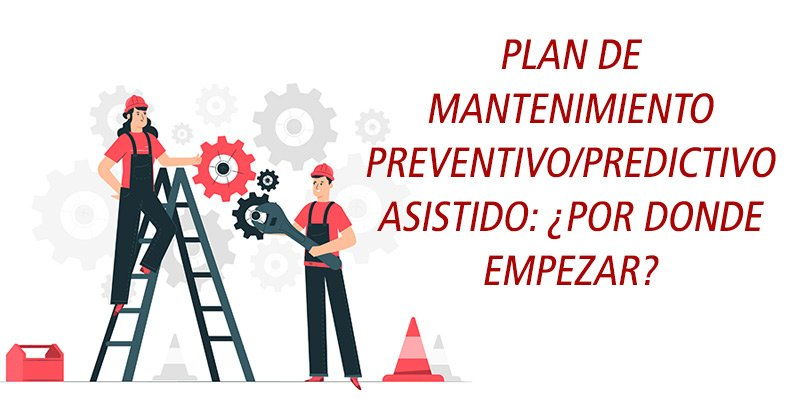 PLAN DE
MANTENIMIENTO
PREVENTIVO/PREDICTIVO
ASISTIDO: ¿POR DONDE
EMPEZAR?